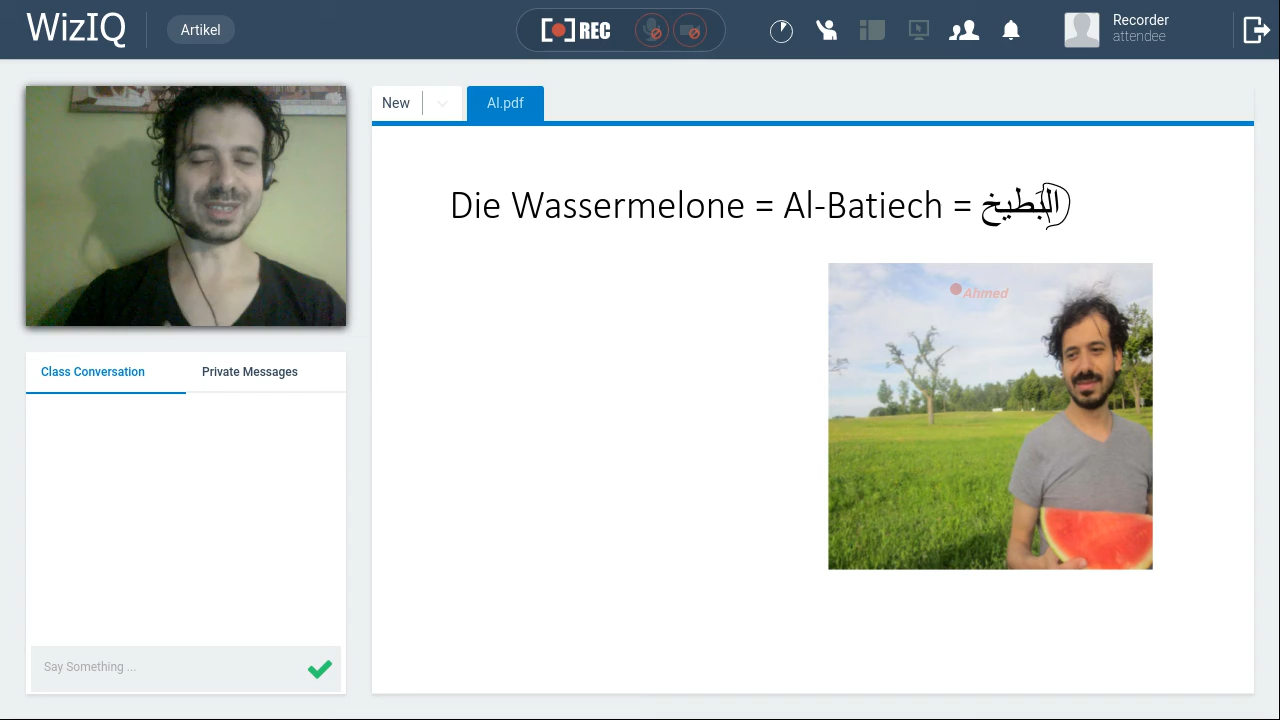 WizIQ
Artikel
REC
Recorder
attendee
New
Al.pdf
Die Wassermelone = Al-Batiech = البَطيخ
Ahmed
Class Conversation
Private Messages
Say Something ...